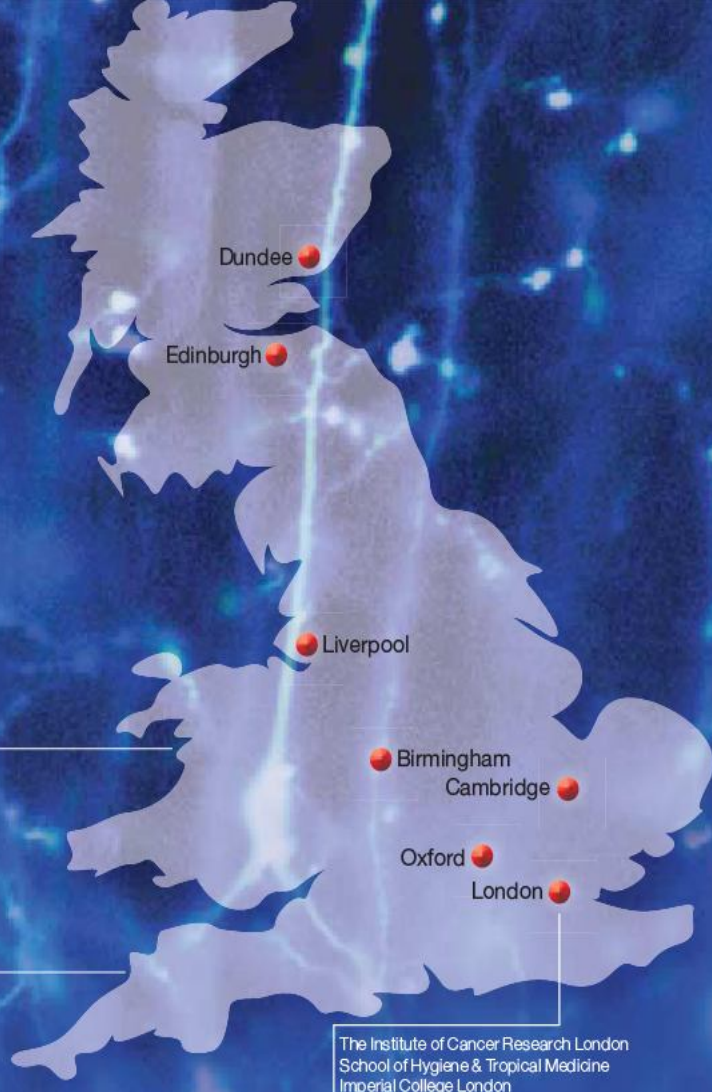 Dundee
Edinburgh
Liverpool
Birmingham
Cambridge
Oxford
London
The Institute of Cancer Research London
School of Hygiene & Tropical Medicine
Imperial College London